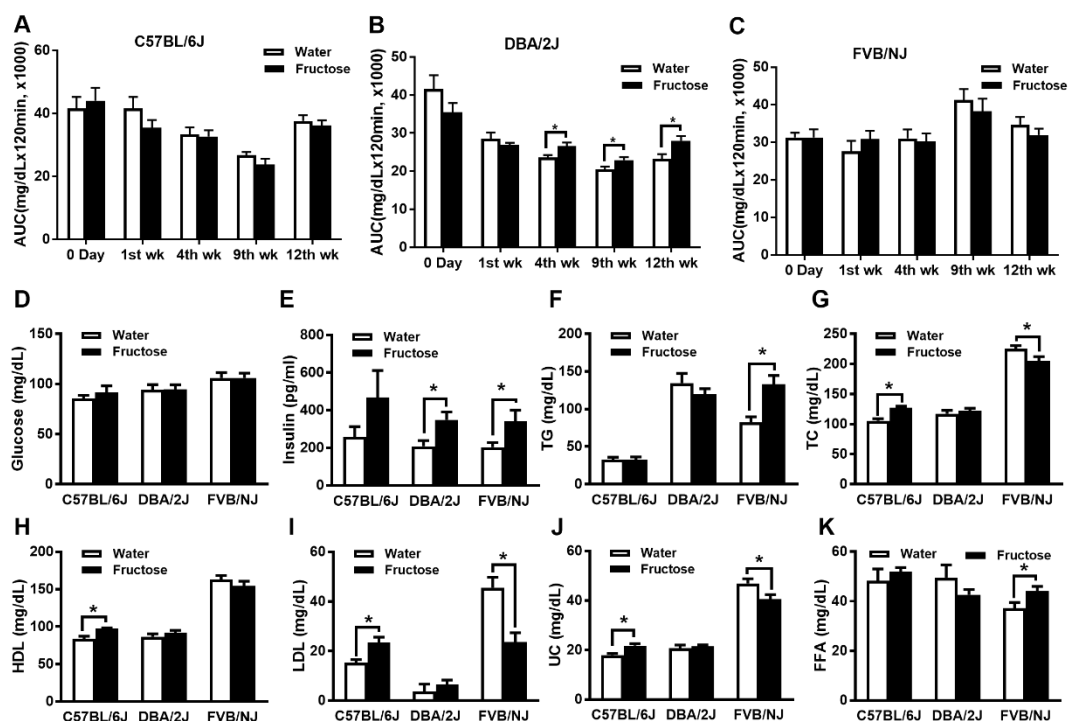 A
C57BL/6J
Water
Fructose
AUC(mg/dLx120min, x1000)
60
40
20
0
0 Day 1st wk 4th wk 9th wk 12th wk
B
DBA/2J
Water
Fructose
AUC(mg/dLx120min, x1000)
50
40
30
20
10
0
* * *
0 Day 1st wk 4th wk 9th wk 12th wk
C
FVB/NJ
Water
Fructose
AUC(mg/dLx120min, x1000)
50
40
30
20
10
0
0 Day 1st wk 4th wk 9th wk 12th wk
D
Water
Fructose
Glucose (mg/dL)
150
100
50
0
C57BL/6J DBA/2J FVB/NJ
E
Water
Fructose
Insulin (pg/ml)
800
600
400
200
0
* *
C57BL/6J DBA/2J FVB/NJ
F
Water
Fructose
TG (mg/dL)
200
150
100
50
0
*
C57BL/6J DBA/2J FVB/NJ
G
Water
Fructose
TC (mg/dL)
250
200
150
100
50
0
* *
C57BL/6J DBA/2J FVB/NJ
H
Water
Fructose
HDL (mg/dL)
200
150
100
50
0
*
C57BL/6J DBA/2J FVB/NJ
I
Water
Fructose
LDL (mg/dL)
60
40
20
0
* *
C57BL/6J DBA/2J FVB/NJ
J
Water
Fructose
UC (mg/dL)
60
40
20
0
* *
C57BL/6J DBA/2J FVB/NJ
K
Water Fructose
FFA (mg/dL)
60
40
20
0
*
C57BL/6J DBA/2J FVB/NJ